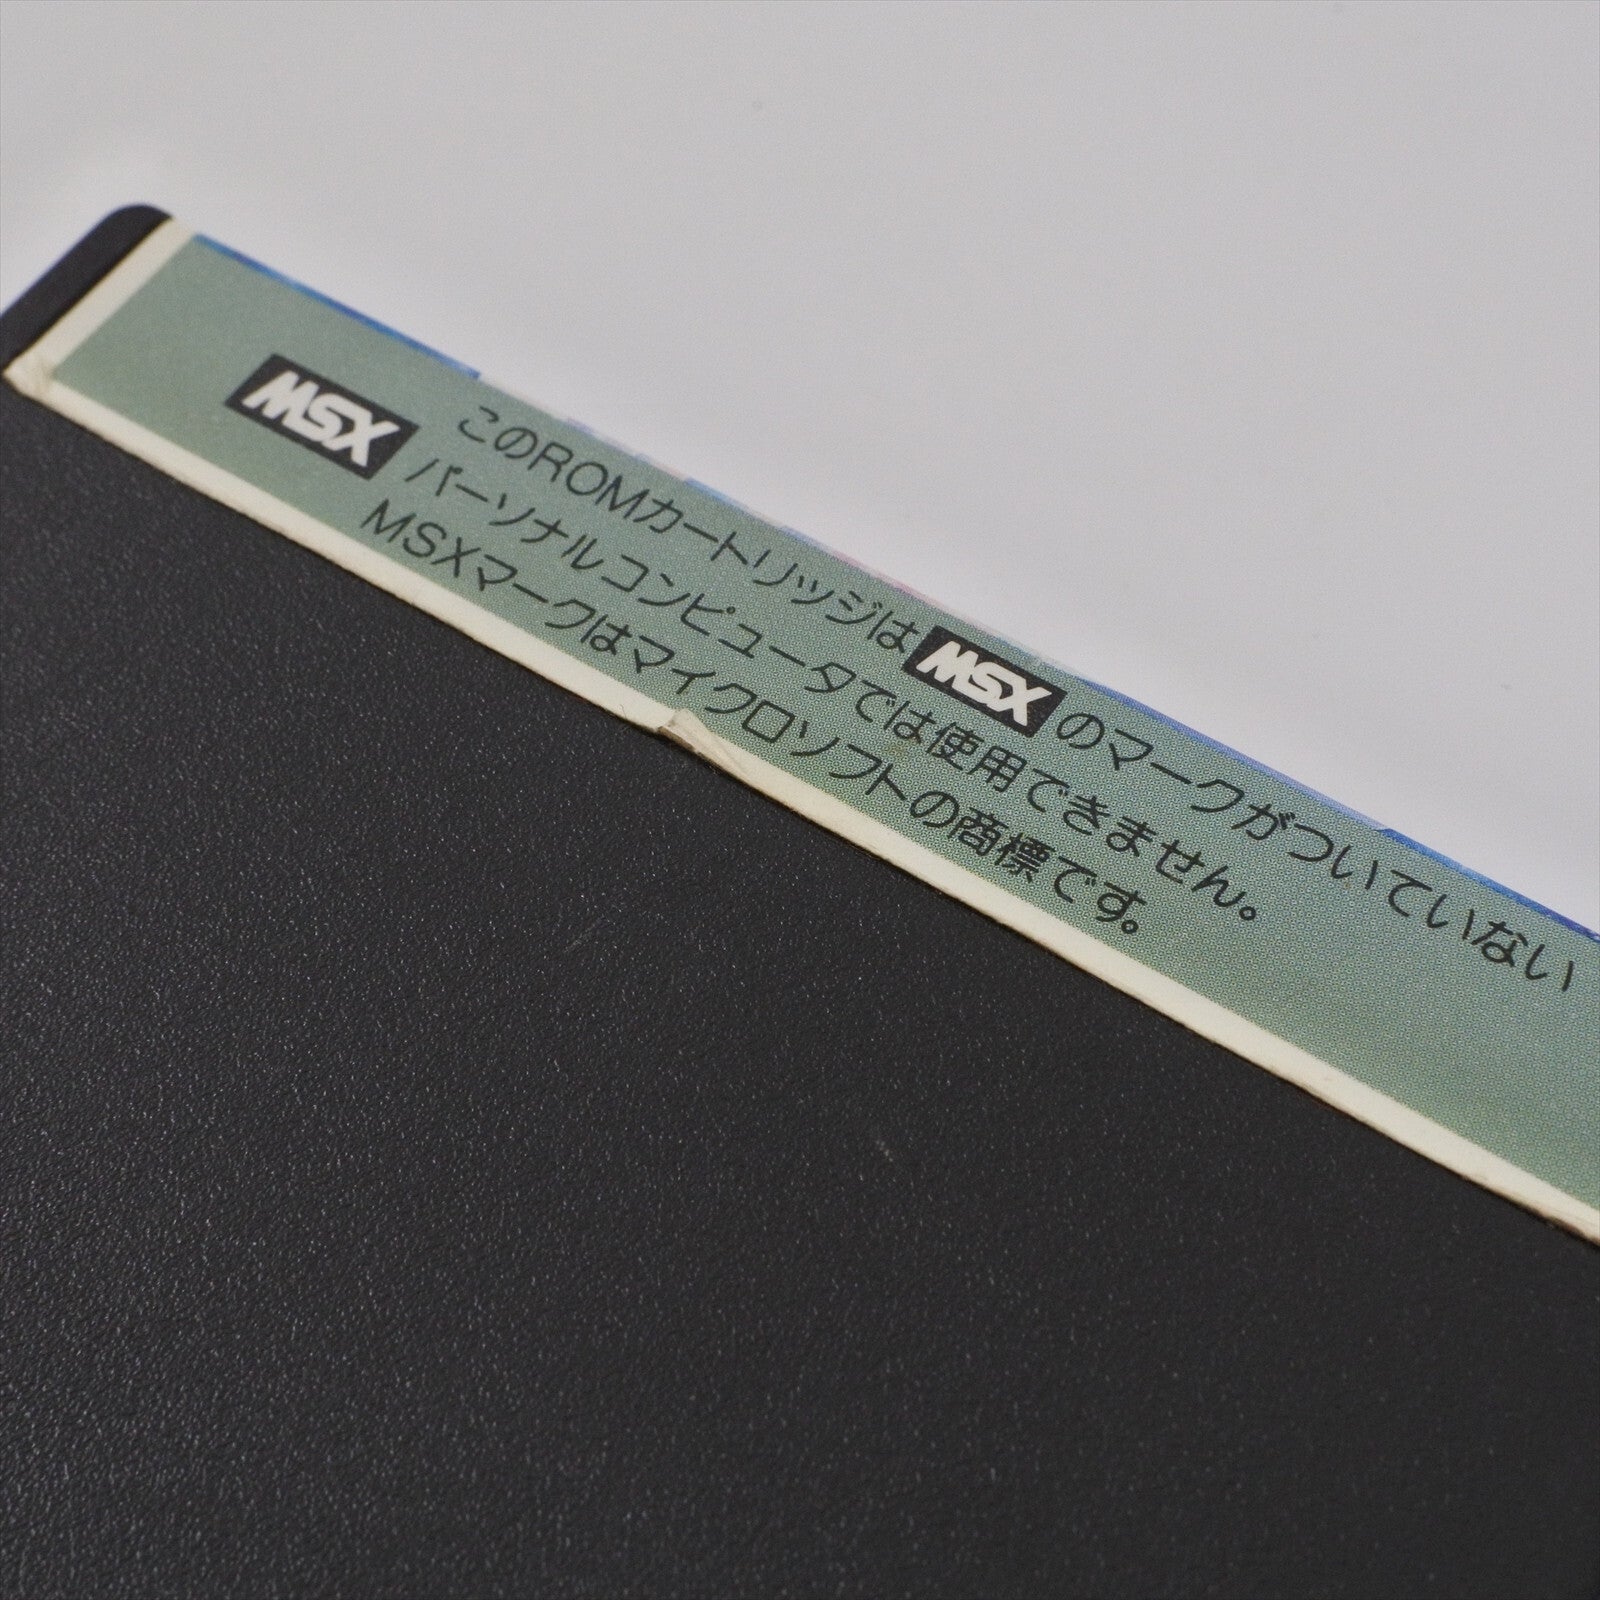 MSX このROMカートリッジは MSX のマークがついていない
パーソナルコンピュータでは使用できません。
MSXマークはマイクロソフトの商標です。